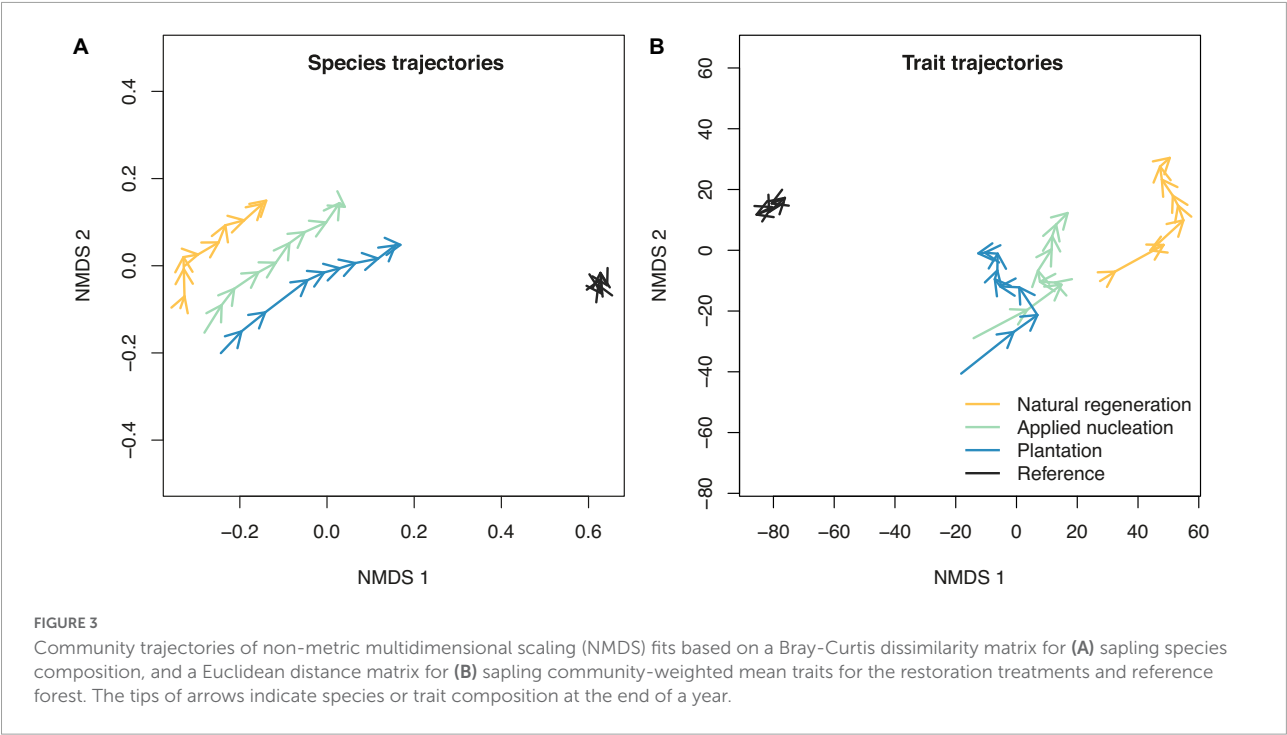 A
Species trajectories
0.4
0.2
0.0
−0.2
−0.4
NMDS 2
−0.2 0.0 0.2 0.4 0.6
NMDS 1
B
Trait trajectories
60
40
20
0
−20
−40
−60
−80
NMDS 2
Natural regeneration
Applied nucleation
Plantation
Reference
−80 −60 −40 −20 0 20 40 60
NMDS 1
FIGURE 3
Community trajectories of non-metric multidimensional scaling (NMDS) fits based on a Bray-Curtis dissimilarity matrix for (A) sapling species
composition, and a Euclidean distance matrix for (B) sapling community-weighted mean traits for the restoration treatments and reference
forest. The tips of arrows indicate species or trait composition at the end of a year.